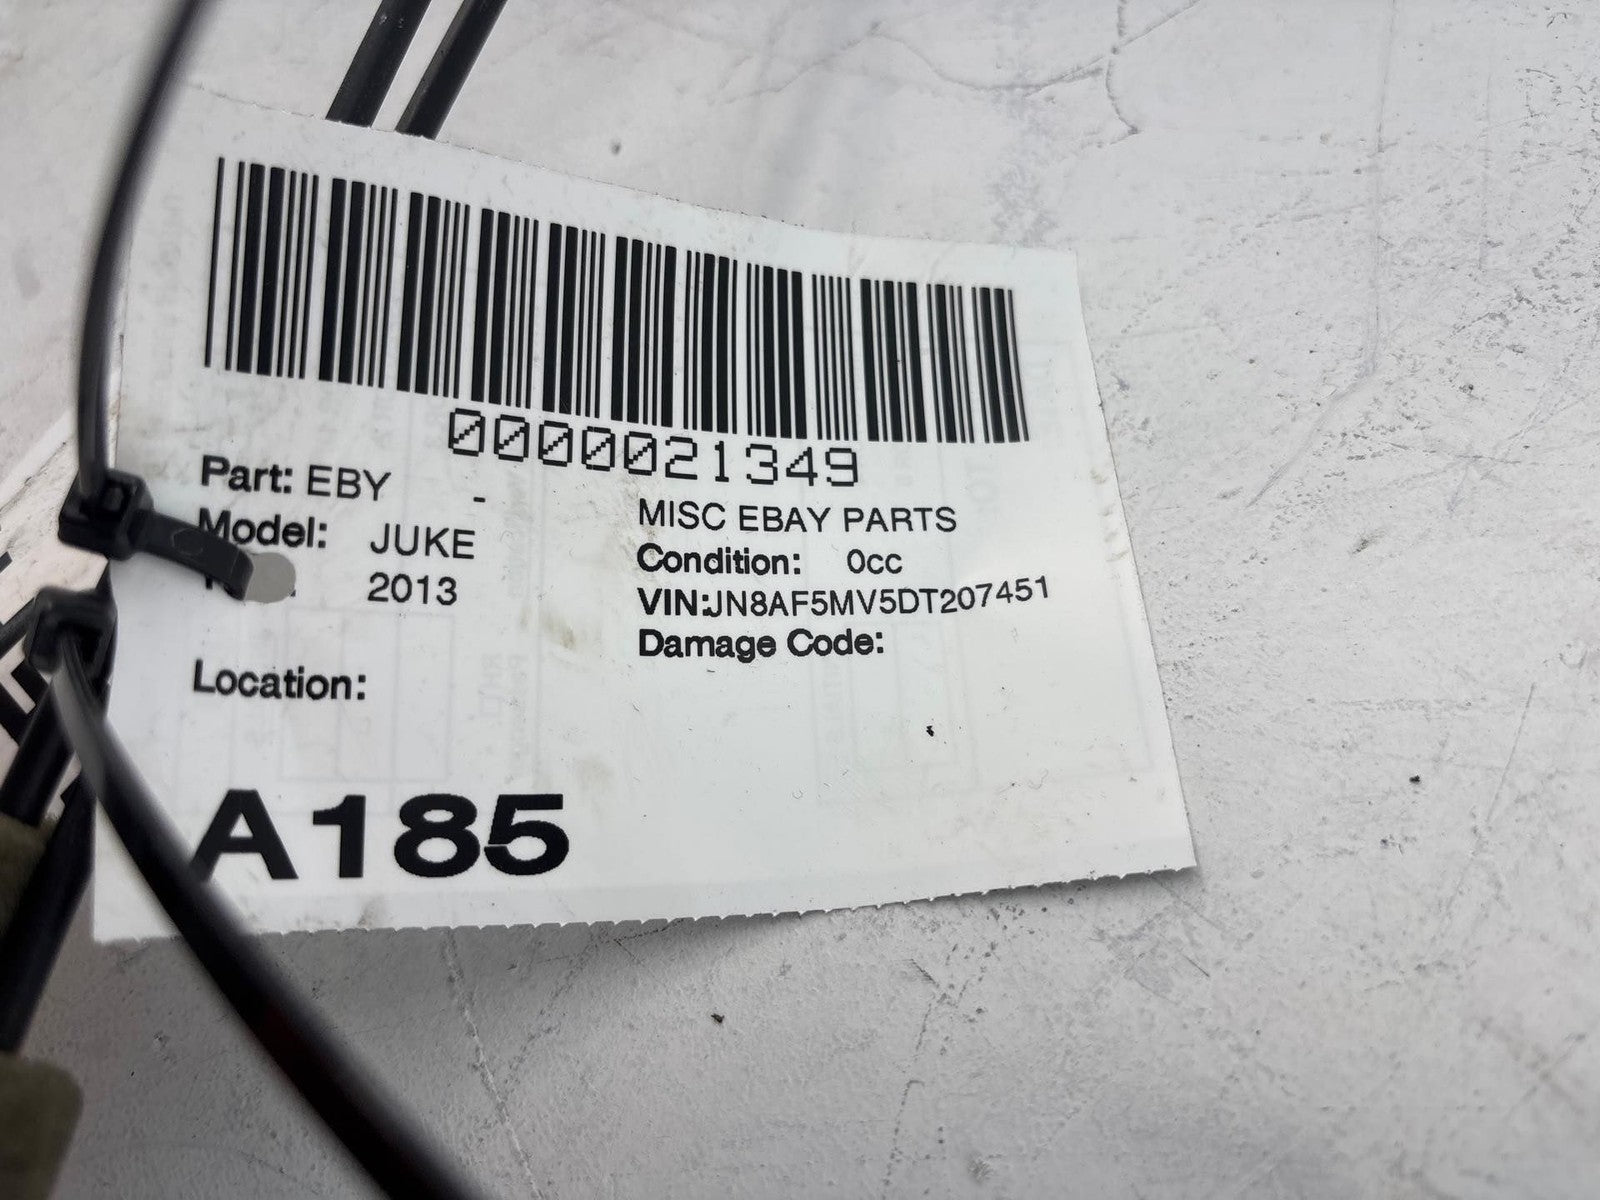 0000021349
Part: EBY -
MISC EBAY PARTS
Model: JUKE
Condition: 0cc
2013
VIN:JN8AF5MV5DT207451
Damage Code:
Location:
A185